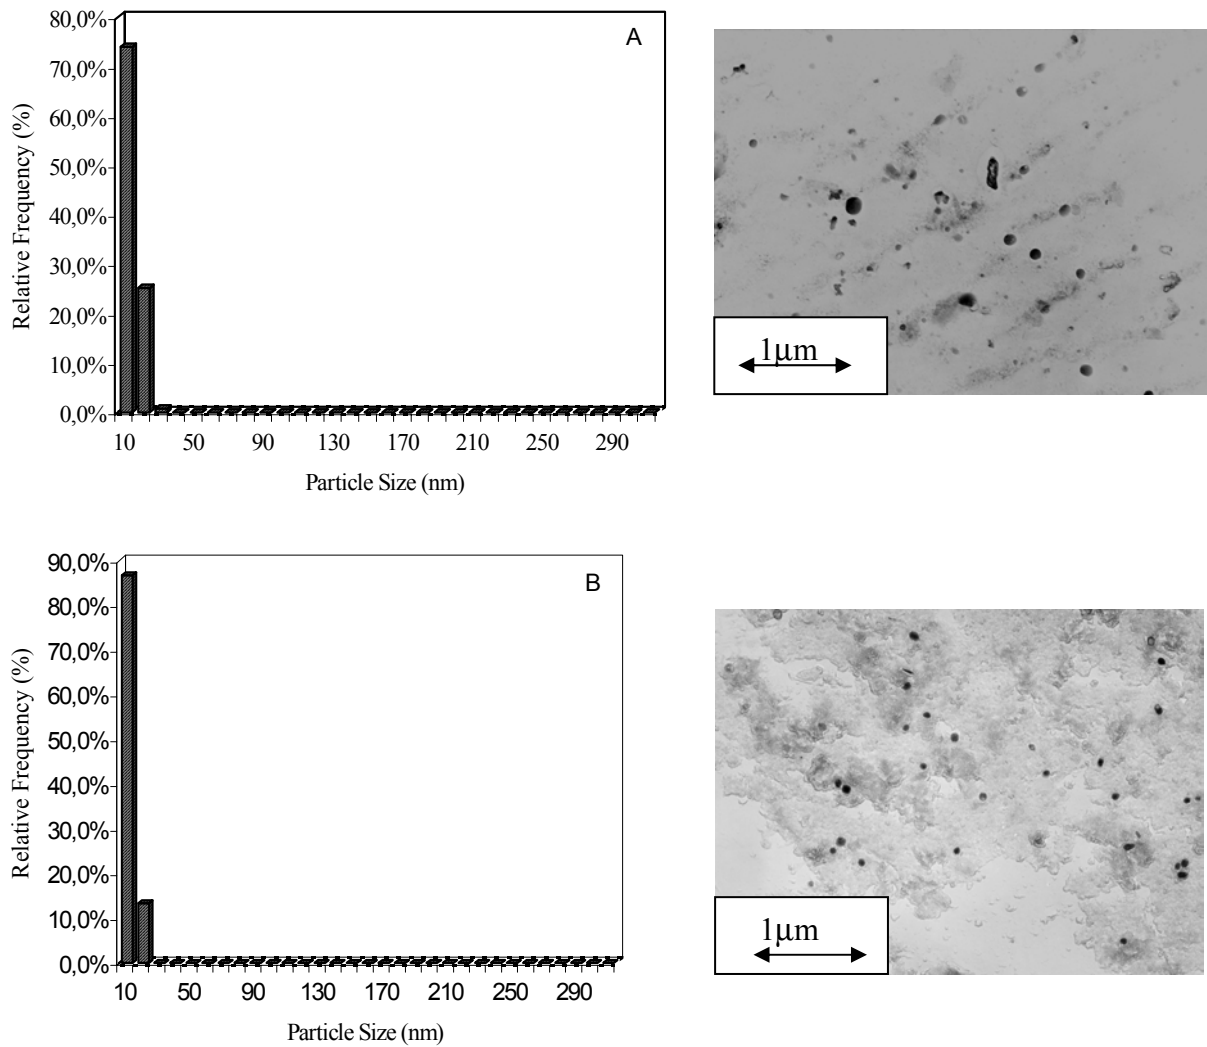 80,0%
70,0%
60,0%
50,0%
40,0%
30,0%
20,0%
10,0%
0,0%
Relative Frequency (%)
A
10 50 90 130 170 210 250 290
Particle Size (nm)
1μm
90,0%
80,0%
70,0%
60,0%
50,0%
40,0%
30,0%
20,0%
10,0%
0,0%
Relative Frequency (%)
B
10 50 90 130 170 210 250 290
Particle Size (nm)
1μm